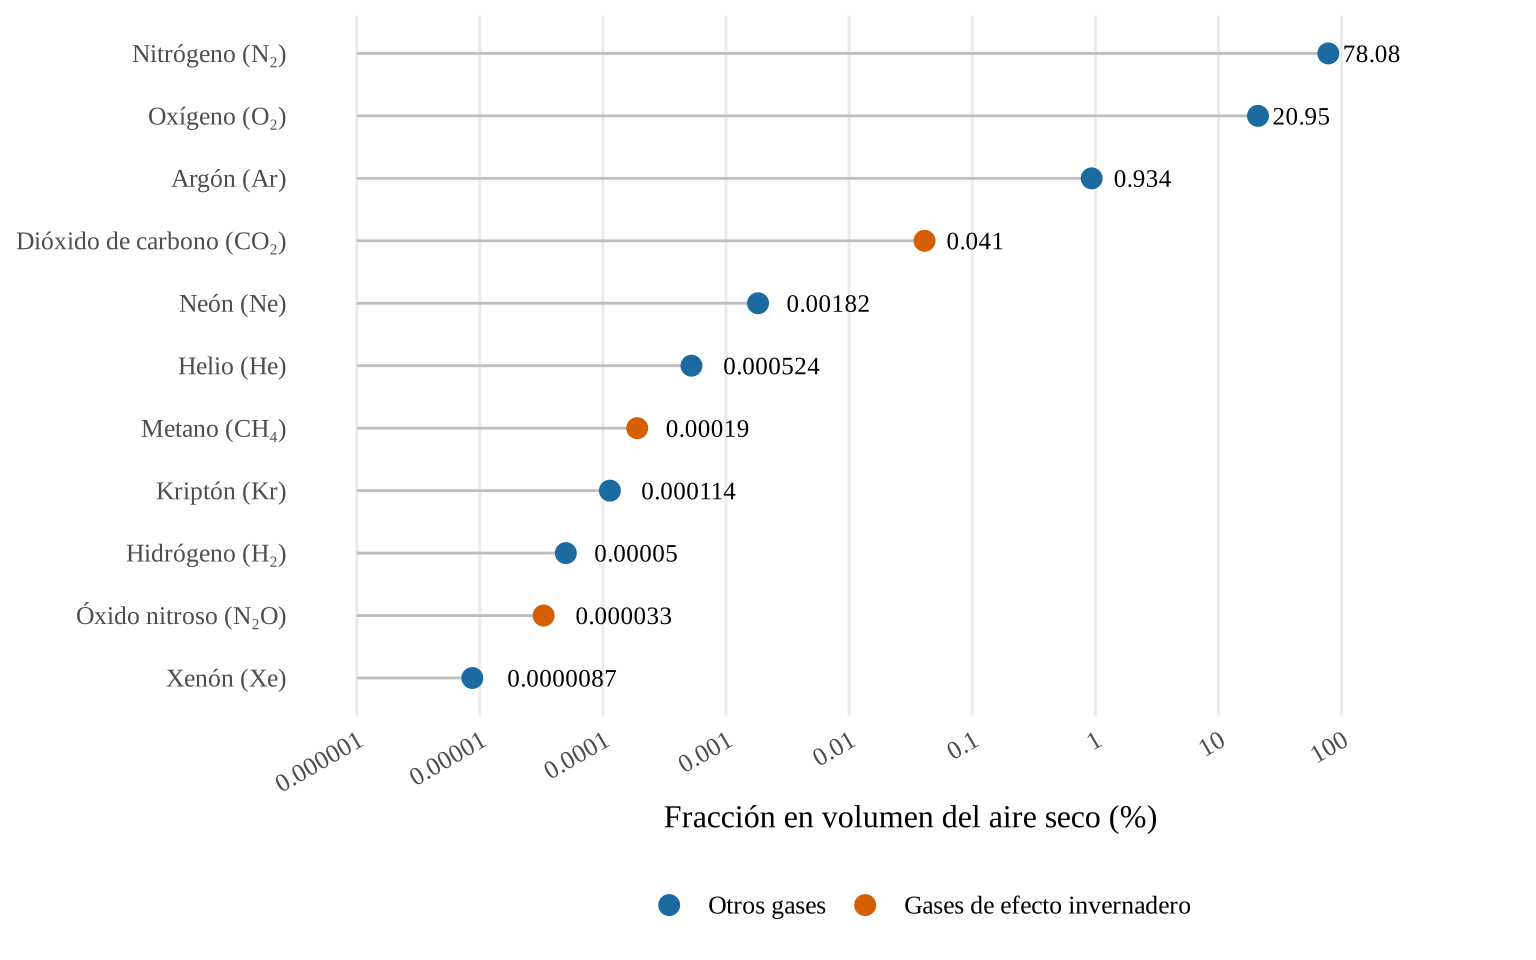 Nitrógeno (N₂) 78.08
Oxígeno (O₂) 20.95
Argón (Ar) 0.934
Dióxido de carbono (CO₂) 0.041
Neón (Ne) 0.00182
Helio (He) 0.000524
Metano (CH₄) 0.00019
Kriptón (Kr) 0.000114
Hidrógeno (H₂) 0.00005
Óxido nitroso (N₂O) 0.000033
Xenón (Xe) 0.0000087
0.000001 0.00001 0.0001 0.001 0.01 0.1 1 10 100
Fracción en volumen del aire seco (%)
Otros gases Gases de efecto invernadero